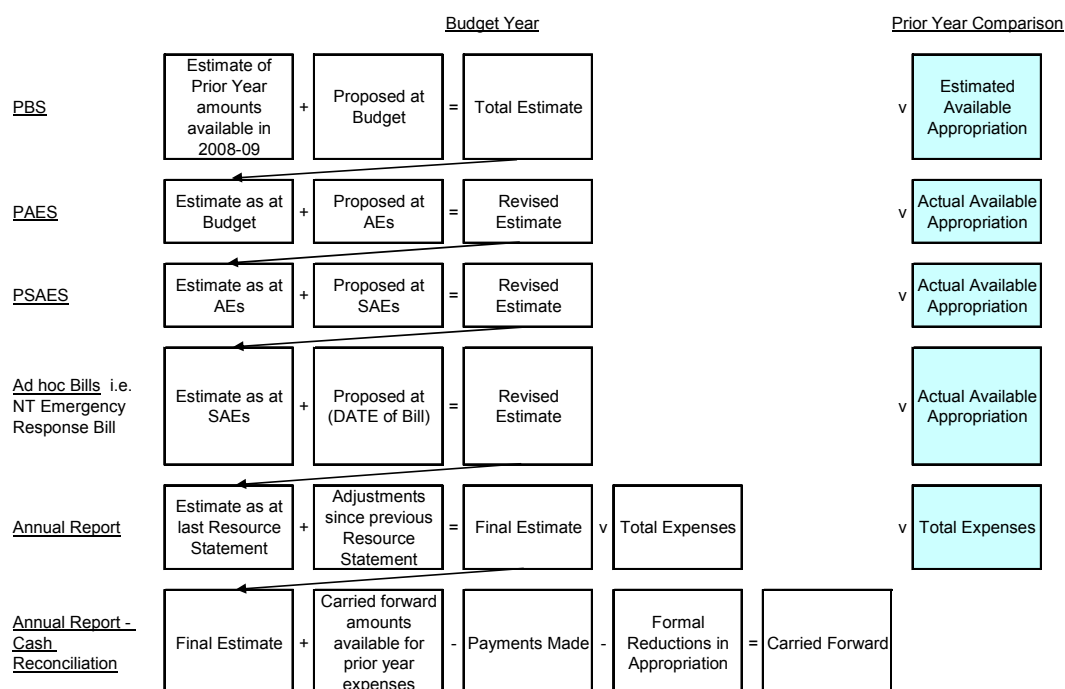 Budget Year
Prior Year Comparison
PBS
Estimate of
Prior Year
amounts
available in
2008-09
+
Proposed at
Budget
=
Total Estimate
v
Estimated
Available
Appropriation
PAES
Estimate as at
Budget
+
Proposed at
AEs
=
Revised
Estimate
v
Actual Available
Appropriation
PSAES
Estimate as at
AEs
+
Proposed at
SAEs
=
Revised
Estimate
v
Actual Available
Appropriation
Ad hoc Bills i.e.
NT Emergency
Response Bill
Estimate as at
SAEs
+
Proposed at
(DATE of Bill)
=
Revised
Estimate
v
Actual Available
Appropriation
Annual Report
Estimate as at
last Resource
Statement
+
Adjustments
since previous
Resource
Statement
=
Final Estimate
v
Total Expenses
v
Total Expenses
Annual Report -
Cash
Reconciliation
Final Estimate
+
Carried forward
amounts
available for
prior year
expenses
-
Payments Made
-
Formal
Reductions in
Appropriation
=
Carried Forward